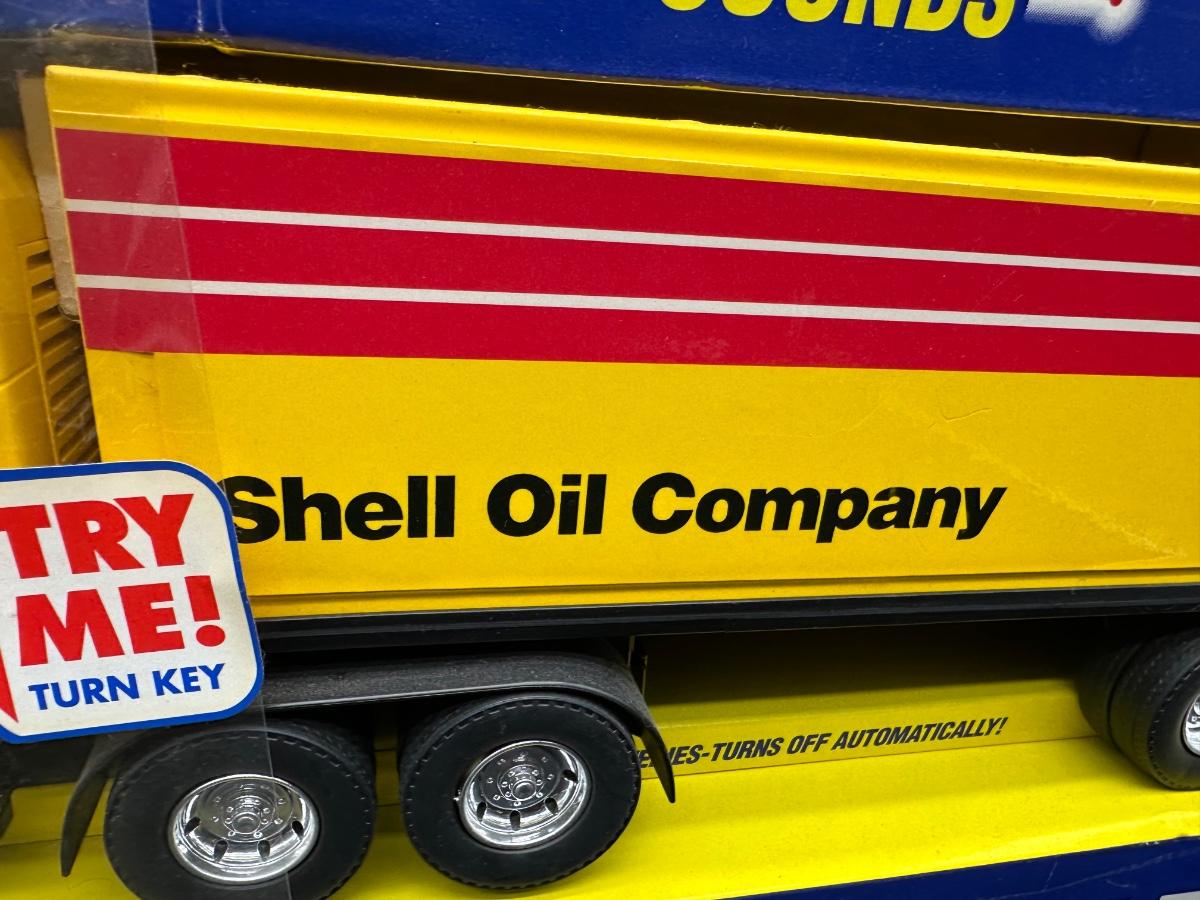 Shell Oil Company
TRY
ME!
TURN KEY
-TURNS OFF AUTOMATICALLY!